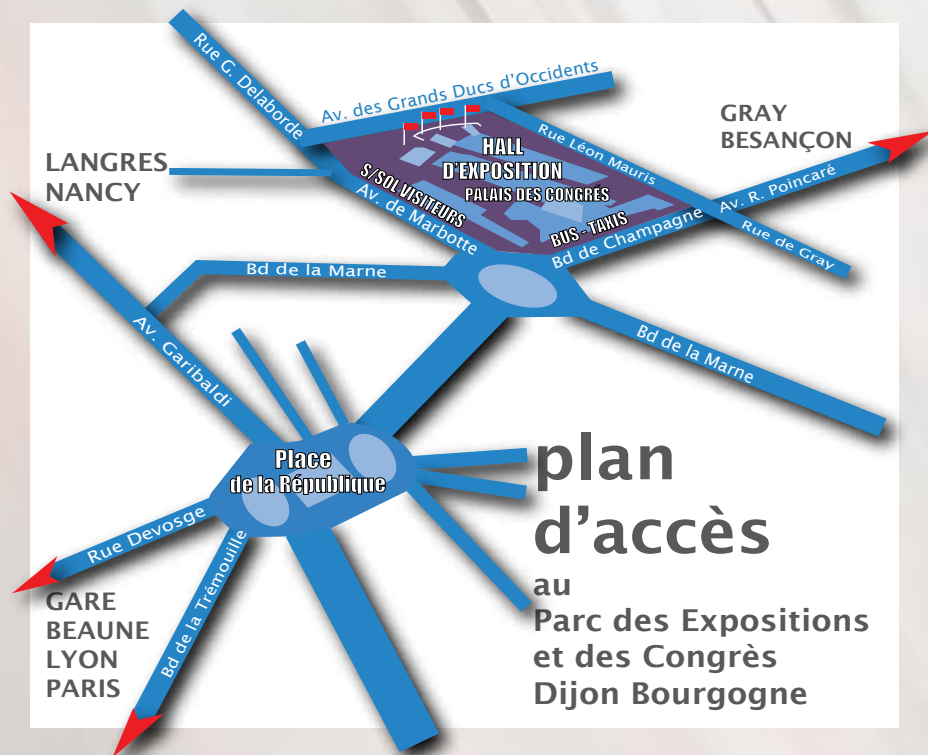 Rue G. Delaborde
Av. des Grands Ducs d'Occidents
GRAY
BESANÇON
LANGRES
NANCY
HALL
D'EXPOSITION
PALAIS DES CONGRÉS
S/SOL VISITEURS
BUS - TAXIS
Rue Léon Mauris
Av. R. Poincaré
Av. de Marbotte
Bd de Champagne
Rue de Gray
Bd de la Marne
Bd de la Marne
Av. Garibaldi
Place
de la République
Rue Devosge
Bd de la Trémouille
GARE
BEAUNE
LYON
PARIS
plan
d'accès
au
Parc des Expositions
et des Congrès
Dijon Bourgogne